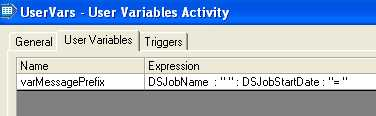 UserVars - User Variables Activity
General User Variables Triggers
Name Expression
varMessagePrefix DSJobName : " " : DSJobStartDate : "= "